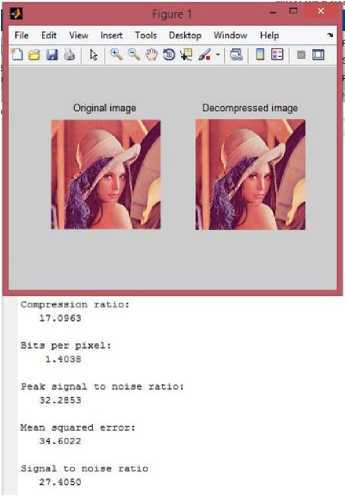 Figure 1
File Edit View Insert Tools Desktop Window Help
Original image Decompressed image
Compression ratio:
17.0963
Bits per pixel:
1.4038
Peak signal to noise ratio:
32.2853
Mean squared error:
34.6022
Signal to noise ratio
27.4050